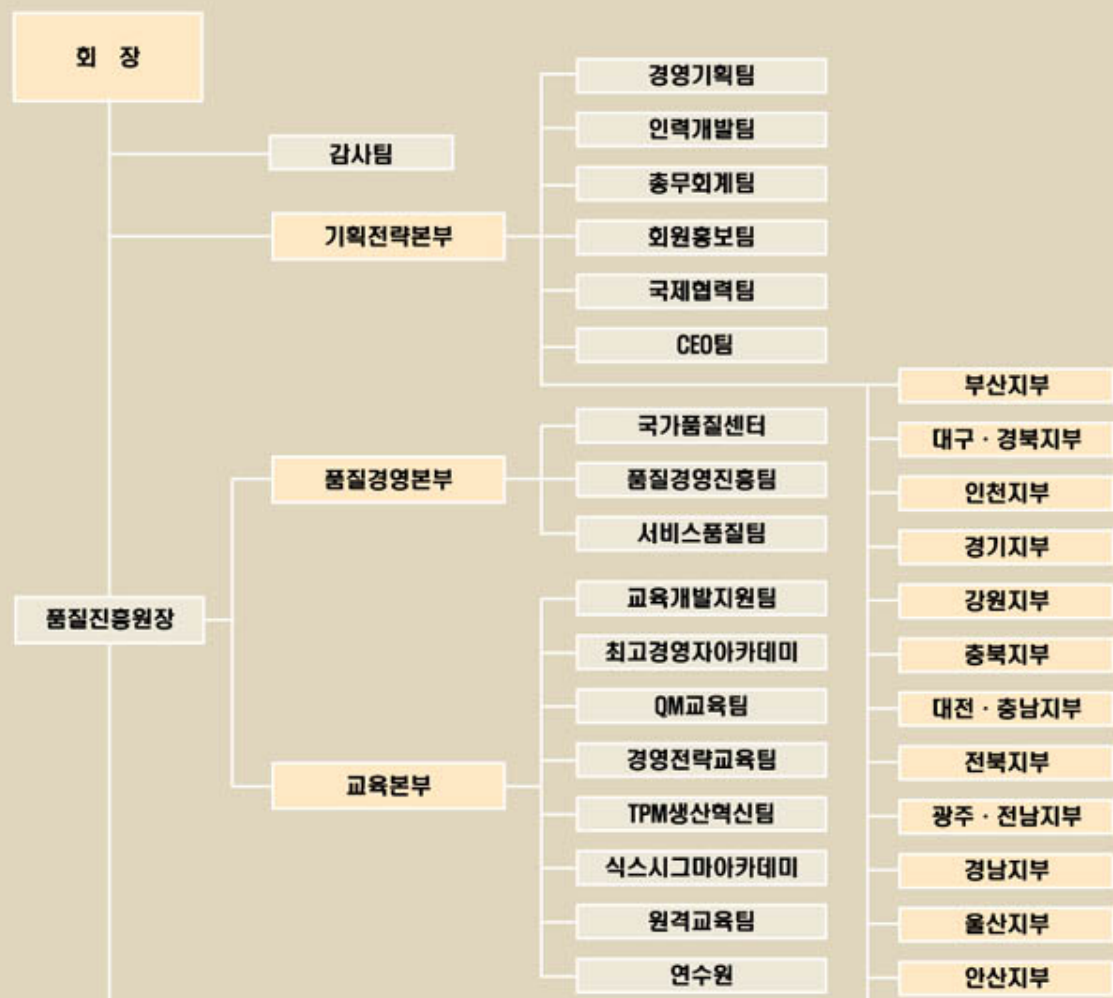 회 장
감사팀
기획전략본부
경영기획팀
인력개발팀
총무회계팀
회원홍보팀
국제협력팀
CEO팀
부산지부
대구 · 경북지부
인천지부
경기지부
강원지부
충북지부
대전 · 충남지부
전북지부
광주 · 전남지부
경남지부
울산지부
안산지부
품질진흥원장
품질경영본부
국가품질센터
품질경영진흥팀
서비스품질팀
교육본부
교육개발지원팀
최고경영자아카데미
QM교육팀
경영전략교육팀
TPM생산혁신팀
식스시그마아카데미
원격교육팀
연수원